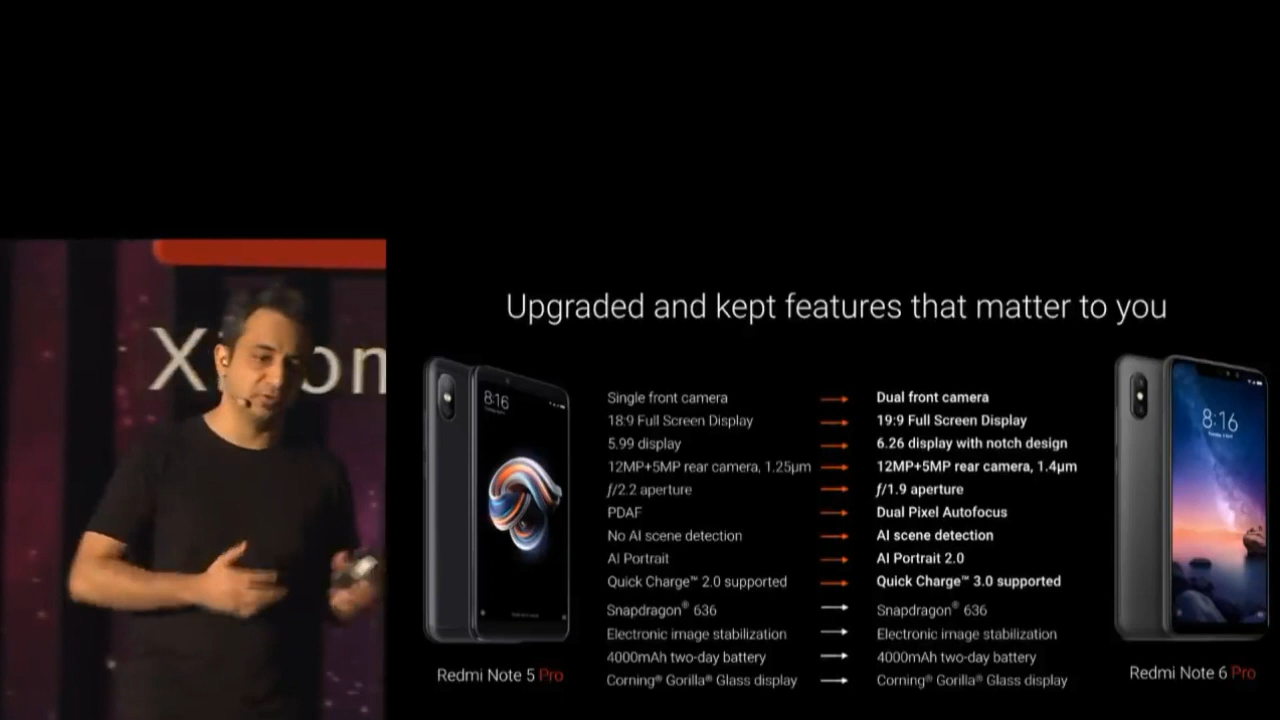 Upgraded and kept features that matter to you
Single front camera → Dual front camera
18:9 Full Screen Display → 19:9 Full Screen Display
5.99 display → 6.26 display with notch design
12MP+5MP rear camera, 1.25μm → 12MP+5MP rear camera, 1.4μm
f/2.2 aperture → f/1.9 aperture
PDAF → Dual Pixel Autofocus
No AI scene detection → AI scene detection
AI Portrait → AI Portrait 2.0
Quick Charge™ 2.0 supported → Quick Charge™ 3.0 supported
Snapdragon® 636 → Snapdragon® 636
Electronic image stabilization → Electronic image stabilization
4000mAh two-day battery → 4000mAh two-day battery
Corning® Gorilla® Glass display → Corning® Gorilla® Glass display
8:16
Redmi Note 5 Pro
8:16
Redmi Note 6 Pro